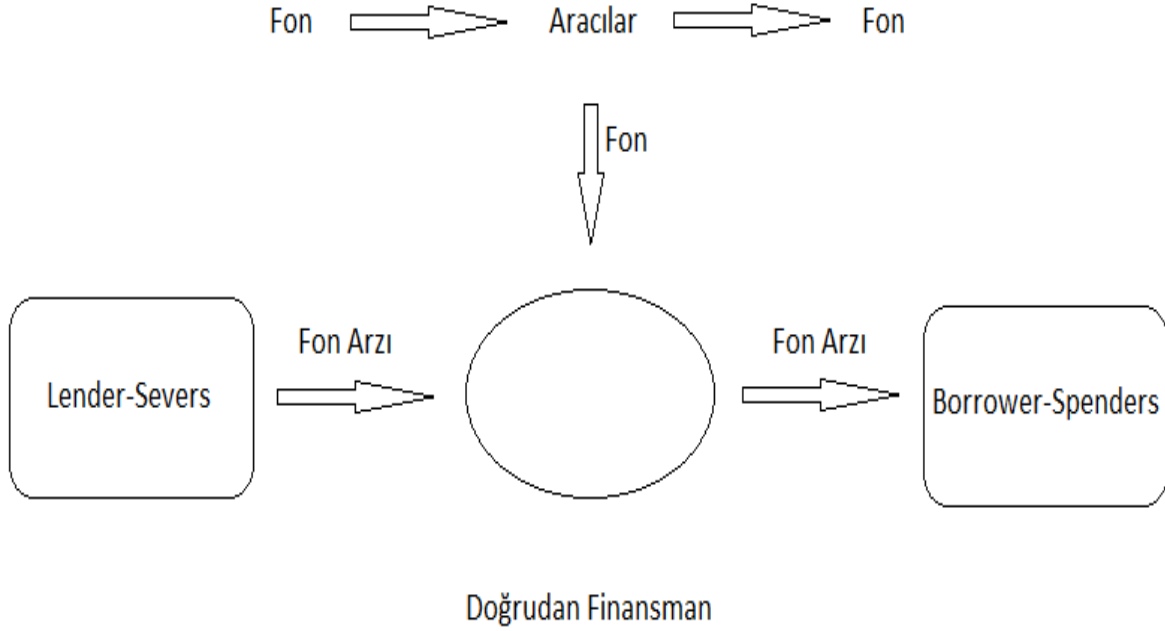 Fon Aracılar Fon
Fon
Fon Arzı Fon Arzı
Lender-Severs Borrower-Spenders
Doğrudan Finansman